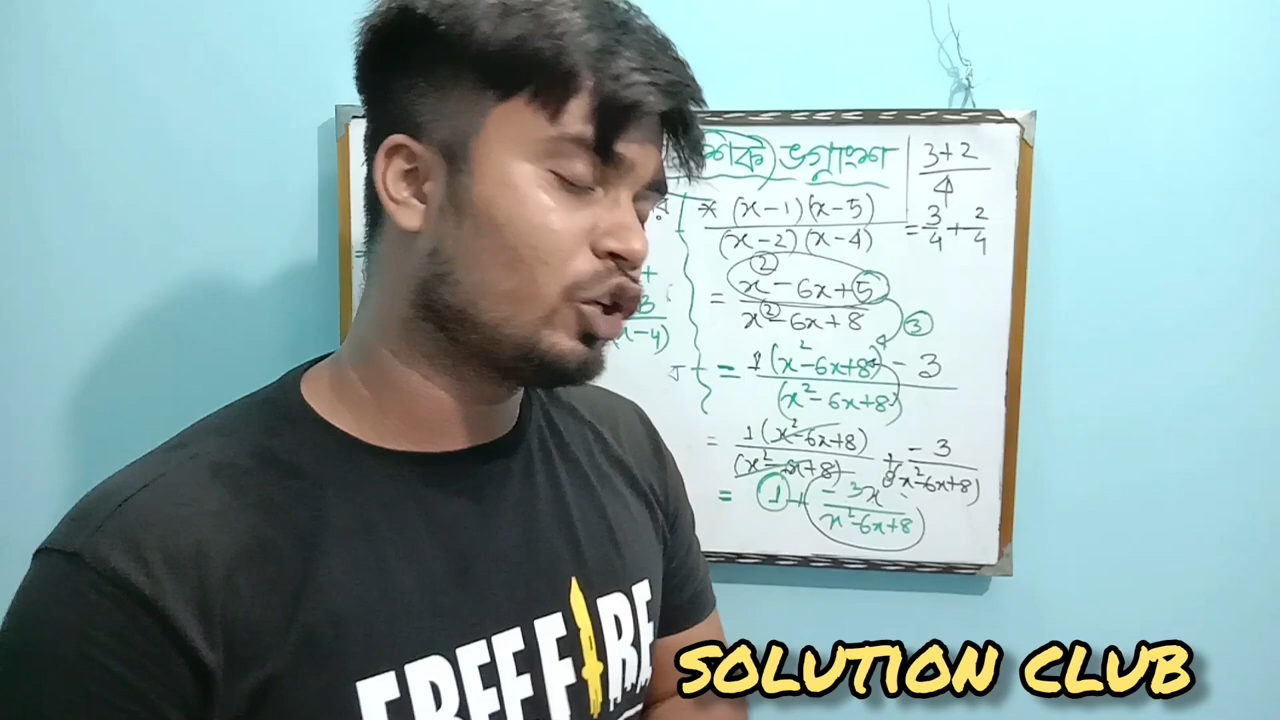 ভগ্নাংশ
3+2 / 4
= 3/4 + 2/4
* (x-1)(x-5) / (x-2)(x-4)
= x² - 6x + 5 / x² - 6x + 8
③
= 1(x²-6x+8) - 3 / (x²-6x+8)
= 1(x²-6x+8) / (x²-6x+8) + -3 / (x²-6x+8)
= 1 + -3x / x²-6x+8
x-4)
FREE FIRE
SOLUTION CLUB